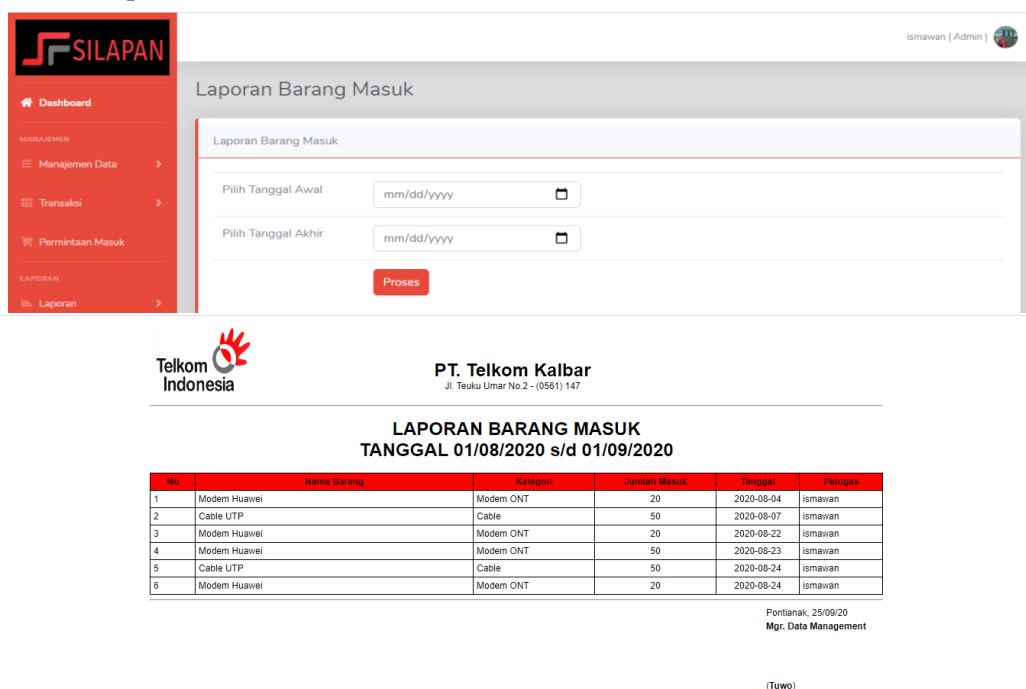 SILAPAN
ismawan ( Admin )
Dashboard
MANAJEMEN
Manajemen Data
Transaksi
Permintaan Masuk
LAPORAN
Laporan
Laporan Barang Masuk
Laporan Barang Masuk
Pilih Tanggal Awal mm/dd/yyyy
Pilih Tanggal Akhir mm/dd/yyyy
Proses
Telkom
Indonesia
PT. Telkom Kalbar
Jl. Teuku Umar No.2 - (0561) 147
LAPORAN BARANG MASUK
TANGGAL 01/08/2020 s/d 01/09/2020
No Nama Barang Kategori Jumlah Masuk Tanggal Petugas
1 Modem Huawei Modem ONT 20 2020-08-04 ismawan
2 Cable UTP Cable 50 2020-08-07 ismawan
3 Modem Huawei Modem ONT 20 2020-08-22 ismawan
4 Modem Huawei Modem ONT 50 2020-08-23 ismawan
5 Cable UTP Cable 50 2020-08-24 ismawan
6 Modem Huawei Modem ONT 20 2020-08-24 ismawan
Pontianak, 25/09/20
Mgr. Data Management
(Tuwo)